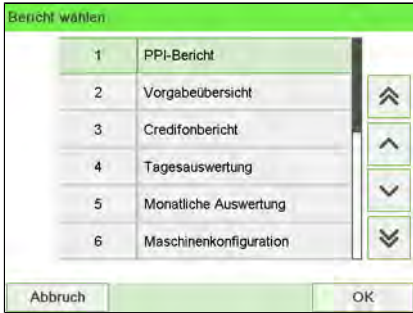 Bericht wählen
1 PPI-Bericht
2 Vorgabeübersicht
3 Credifonbericht
4 Tagesauswertung
5 Monatliche Auswertung
6 Maschinenkonfiguration
Abbruch OK